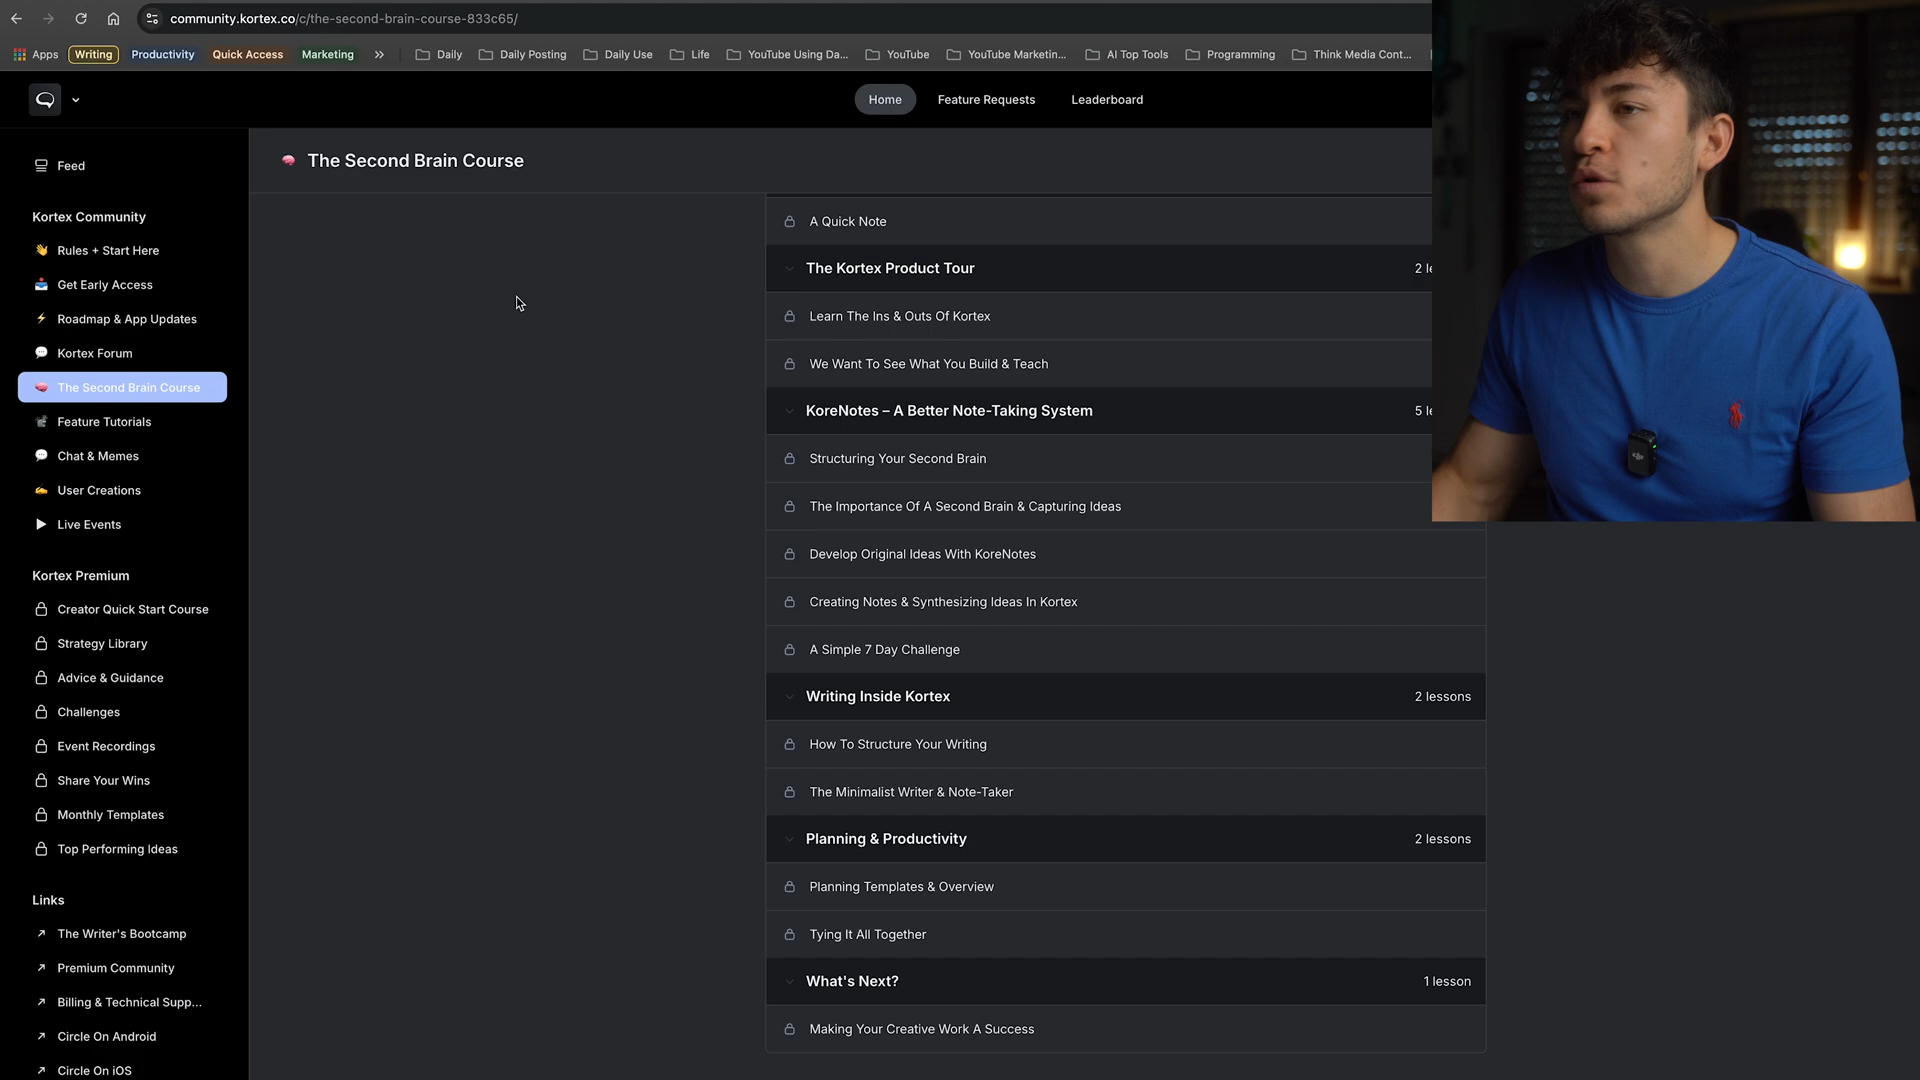 community.kortex.co/c/the-second-brain-course-833c65/
Apps
Writing
Productivity
Quick Access
Marketing
Daily
Daily Posting
Daily Use
Life
YouTube Using Da...
YouTube
YouTube Marketin...
AI Top Tools
Programming
Think Media Cont...
Home
Feature Requests
Leaderboard
Feed
Kortex Community
Rules + Start Here
Get Early Access
Roadmap & App Updates
Kortex Forum
The Second Brain Course
Feature Tutorials
Chat & Memes
User Creations
Live Events
Kortex Premium
Creator Quick Start Course
Strategy Library
Advice & Guidance
Challenges
Event Recordings
Share Your Wins
Monthly Templates
Top Performing Ideas
Links
The Writer's Bootcamp
Premium Community
Billing & Technical Supp...
Circle On Android
Circle On iOS
The Second Brain Course
A Quick Note
The Kortex Product Tour
2 le
Learn The Ins & Outs Of Kortex
We Want To See What You Build & Teach
KoreNotes – A Better Note-Taking System
5 le
Structuring Your Second Brain
The Importance Of A Second Brain & Capturing Ideas
Develop Original Ideas With KoreNotes
Creating Notes & Synthesizing Ideas In Kortex
A Simple 7 Day Challenge
Writing Inside Kortex
2 lessons
How To Structure Your Writing
The Minimalist Writer & Note-Taker
Planning & Productivity
2 lessons
Planning Templates & Overview
Tying It All Together
What's Next?
1 lesson
Making Your Creative Work A Success